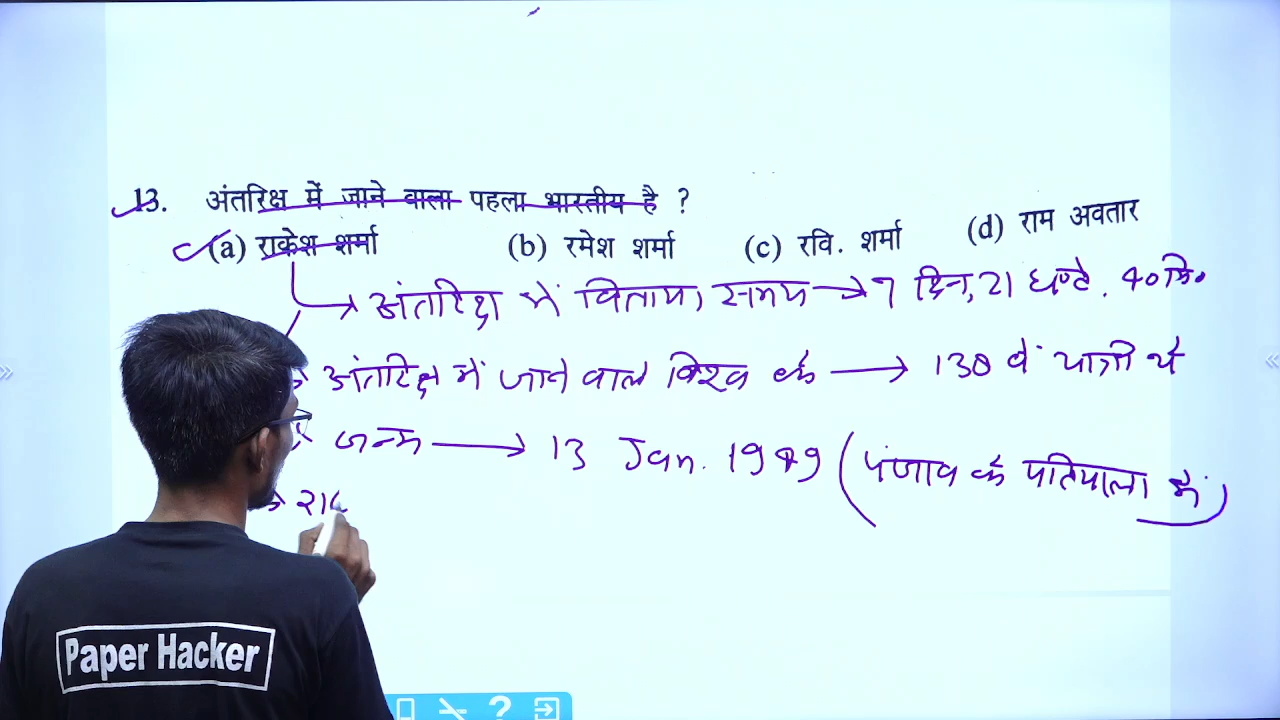 13. अंतरिक्ष में जाने वाला पहला भारतीय है ?
(a) राकेश शर्मा (b) रमेश शर्मा (c) रवि. शर्मा (d) राम अवतार
अंतरिक्ष में बिताया समय → 7 दिन, 21 घण्टे, 40 मि०
अंतरिक्ष में जाने वाले विश्व के → 138 वें यात्री थे
जन्म → 13 Jan. 1949 (पंजाब के पटियाला में)
Paper Hacker